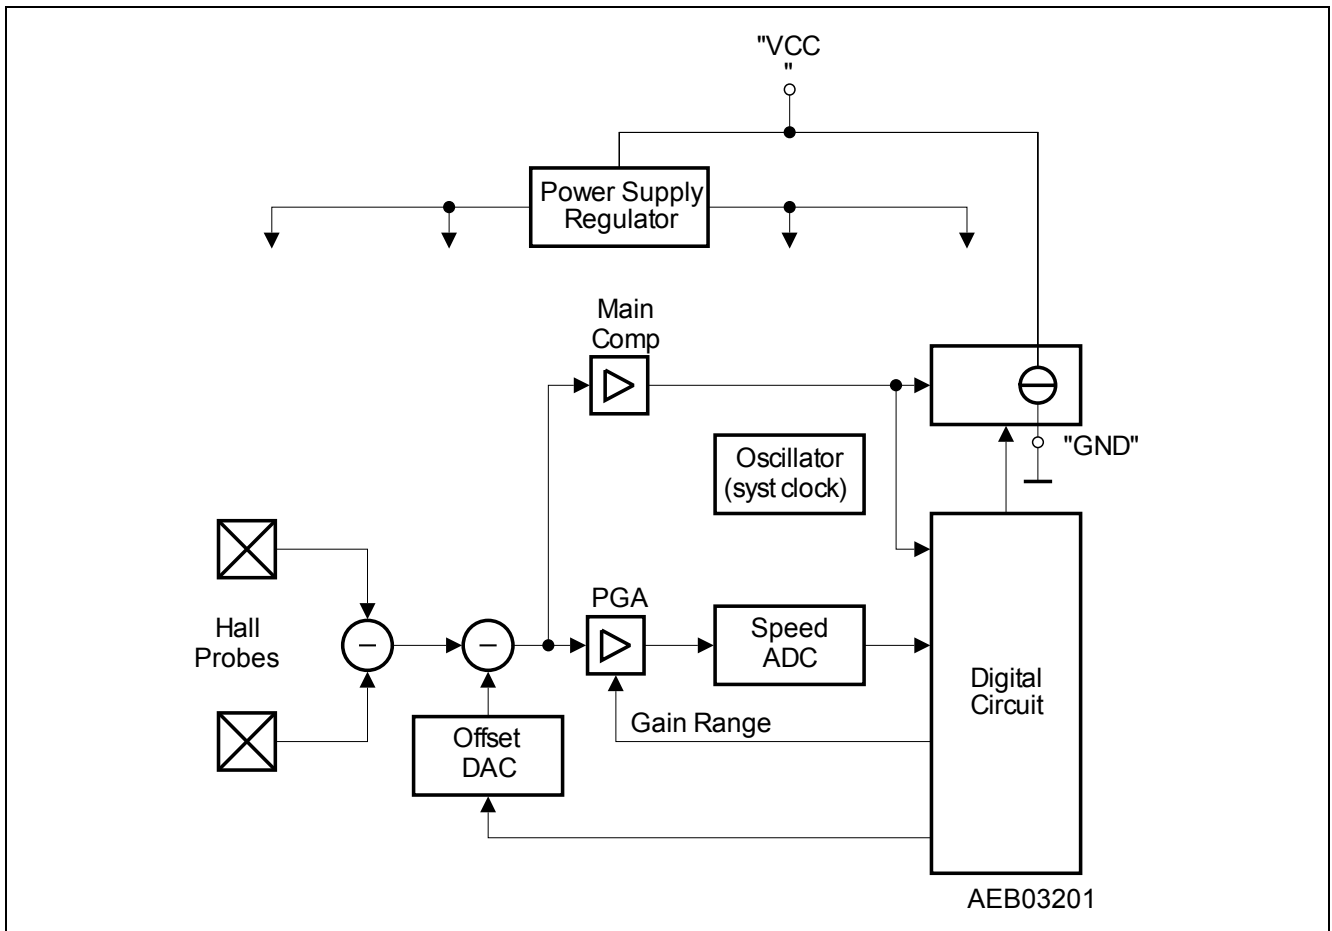 "VCC
"
Power Supply
Regulator
Main
Comp
"GND"
Oscillator
(syst clock)
Hall
Probes
PGA
Speed
ADC
Digital
Circuit
Gain Range
Offset
DAC
AEB03201